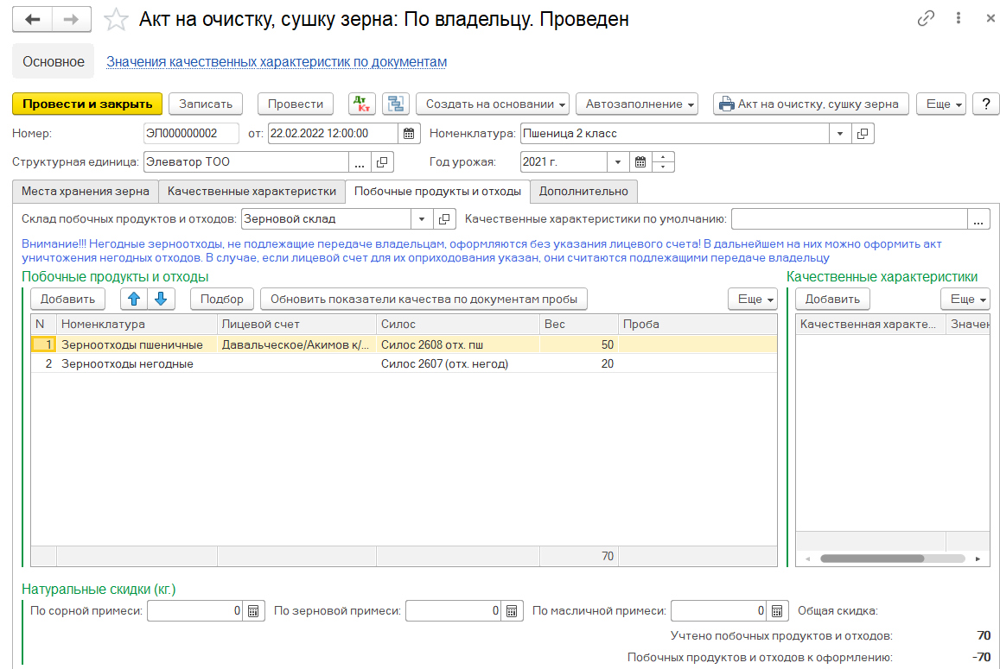 Акт на очистку, сушку зерна: По владельцу. Проведен
Основное Значения качественных характеристик по документам
Провести и закрыть Записать Провести Дт Кт Создать на основании Автозаполнение Акт на очистку, сушку зерна Еще ?
Номер: ЭЛ000000002 от: 22.02.2022 12:00:00 Номенклатура: Пшеница 2 класс
Структурная единица: Элеватор ТОО ... Год урожая: 2021 г.
Места хранения зерна Качественные характеристики Побочные продукты и отходы Дополнительно
Склад побочных продуктов и отходов: Зерновой склад Качественные характеристики по умолчанию: ...
Внимание!!! Негодные зерноотходы, не подлежащие передаче владельцам, оформляются без указания лицевого счета! В дальнейшем на них можно оформить акт
уничтожения негодных отходов. В случае, если лицевой счет для их оприходования указан, они считаются подлежащими передаче владельцу
Побочные продукты и отходы Качественные характеристики
Добавить Подбор Обновить показатели качества по документам пробы Еще Добавить Еще
N Номенклатура Лицевой счет Силос Вес Проба Качественная характе... Значен
1 Зерноотходы пшеничные Давальческое/Акимов к/... Силос 2608 отх. пш 50
2 Зерноотходы негодные Силос 2607 (отх. негод) 20
70
Натуральные скидки (кг.)
По сорной примеси: 0 По зерновой примеси: 0 По масличной примеси: 0 Общая скидка:
Учтено побочных продуктов и отходов: 70
Побочных продуктов и отходов к оформлению: -70